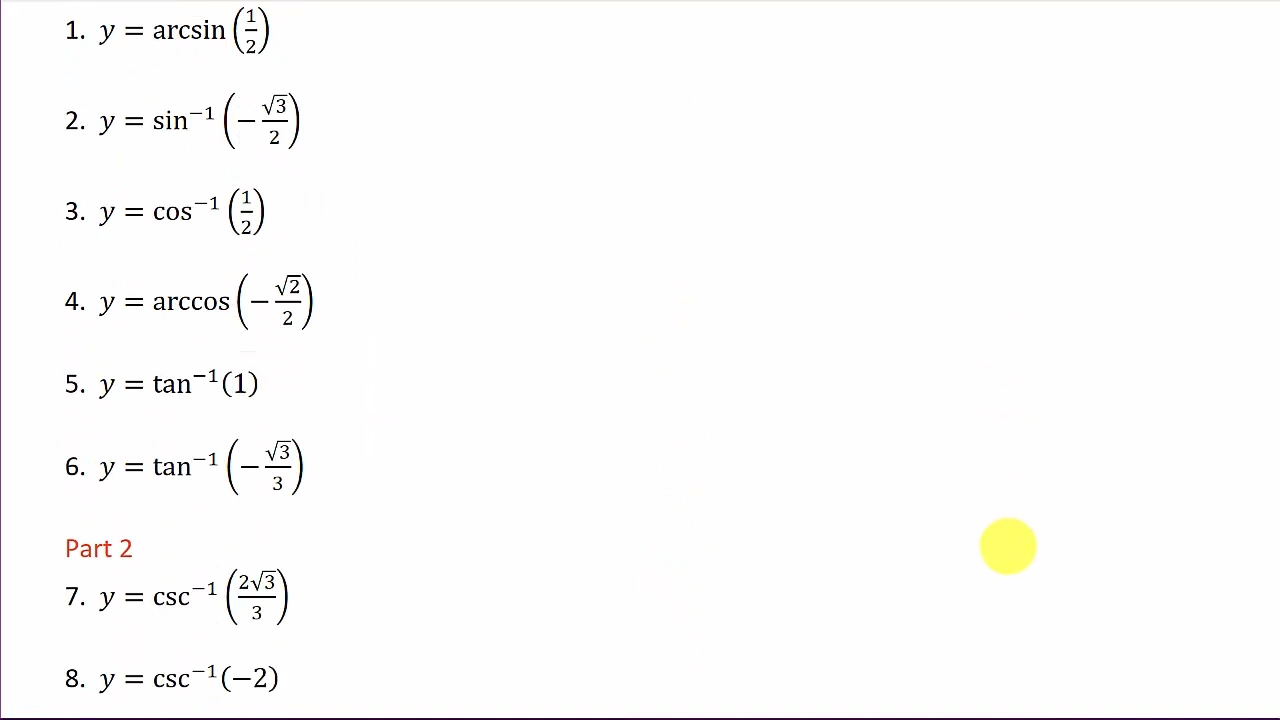 1. y = arcsin(1/2)
2. y = sin⁻¹(−√3/2)
3. y = cos⁻¹(1/2)
4. y = arccos(−√2/2)
5. y = tan⁻¹(1)
6. y = tan⁻¹(−√3/3)
Part 2
7. y = csc⁻¹(2√3/3)
8. y = csc⁻¹(−2)